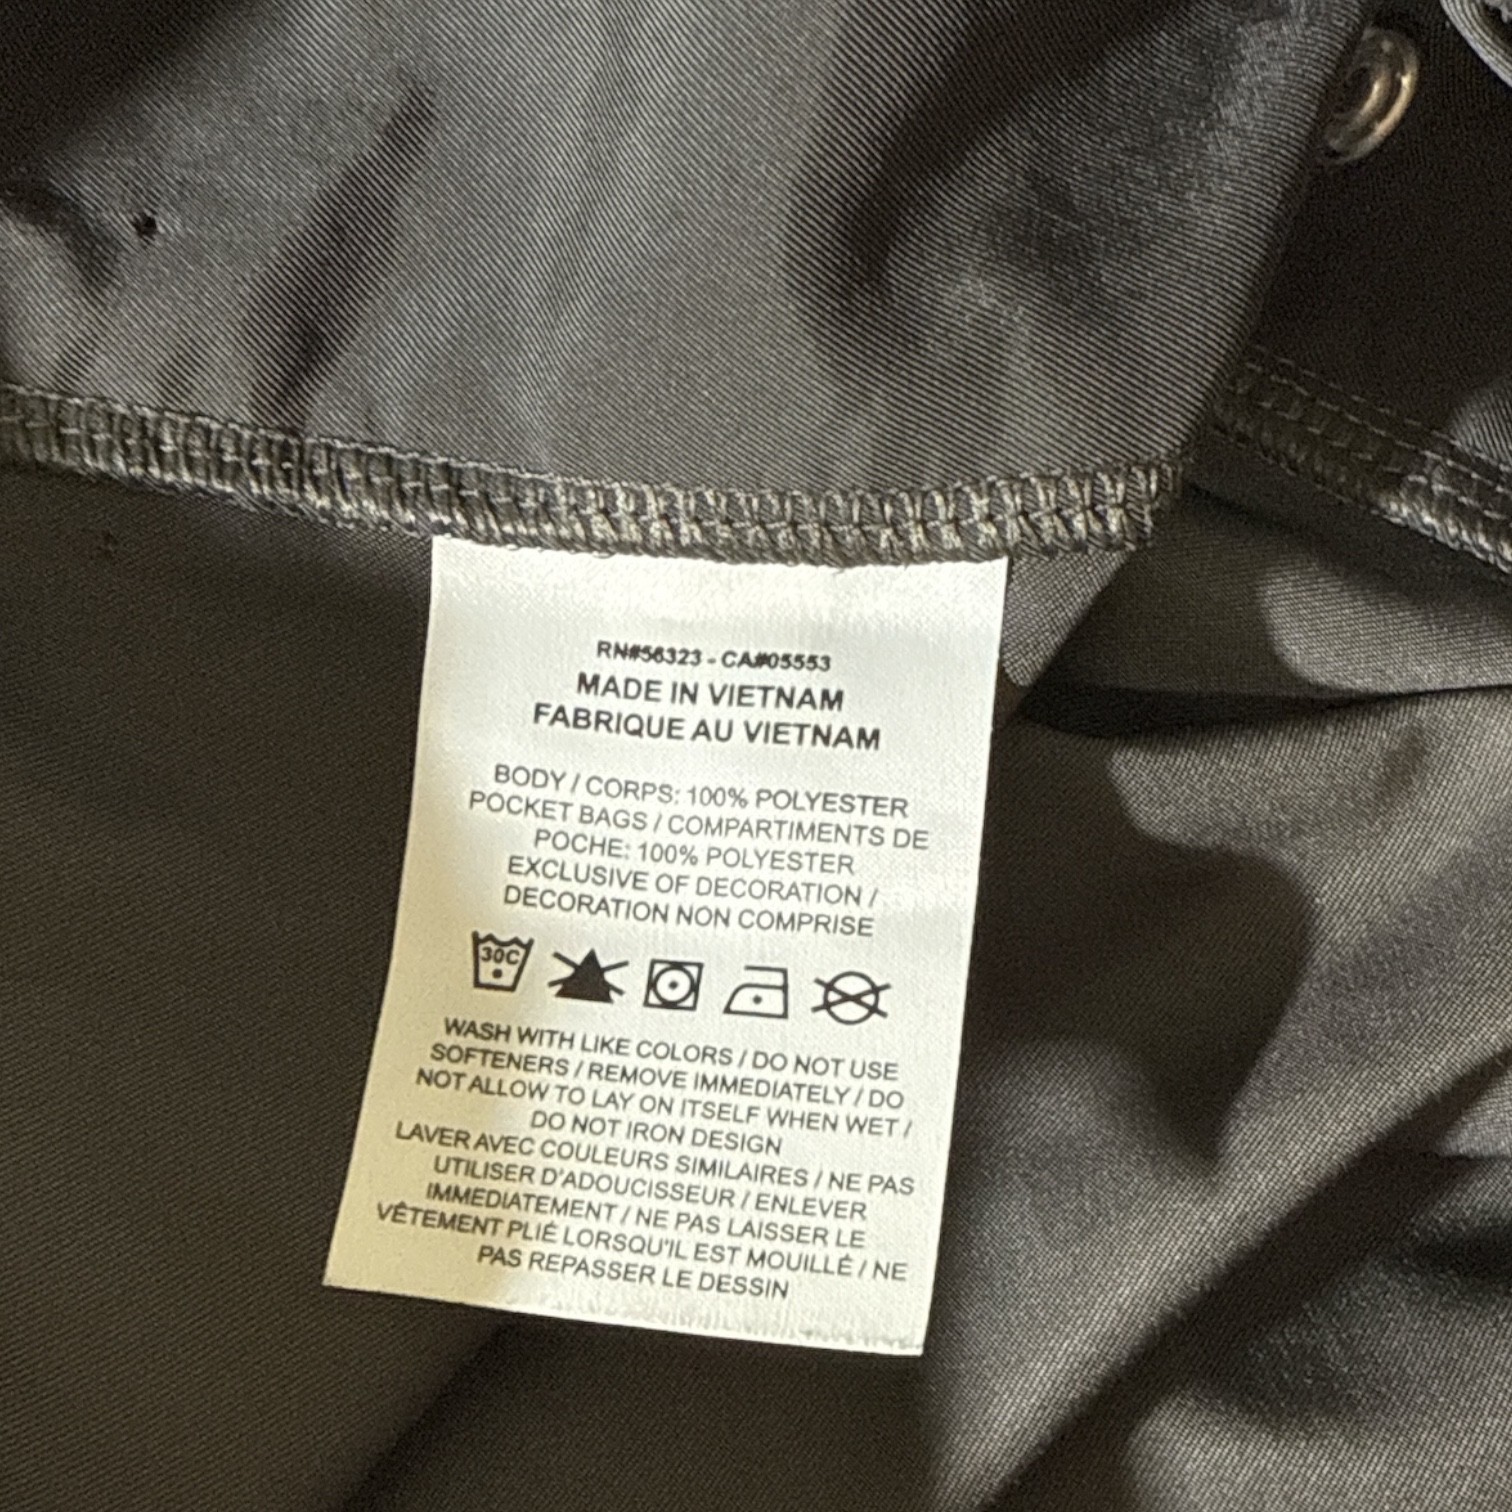 RN#56323 - CA#05553
MADE IN VIETNAM
FABRIQUE AU VIETNAM
BODY / CORPS: 100% POLYESTER
POCKET BAGS / COMPARTIMENTS DE
POCHE: 100% POLYESTER
EXCLUSIVE OF DECORATION /
DECORATION NON COMPRISE
30C
WASH WITH LIKE COLORS / DO NOT USE
SOFTENERS / REMOVE IMMEDIATELY / DO
NOT ALLOW TO LAY ON ITSELF WHEN WET /
DO NOT IRON DESIGN
LAVER AVEC COULEURS SIMILAIRES / NE PAS
UTILISER D'ADOUCISSEUR / ENLEVER
IMMEDIATEMENT / NE PAS LAISSER LE
VÊTEMENT PLIÉ LORSQU'IL EST MOUILLÉ / NE
PAS REPASSER LE DESSIN